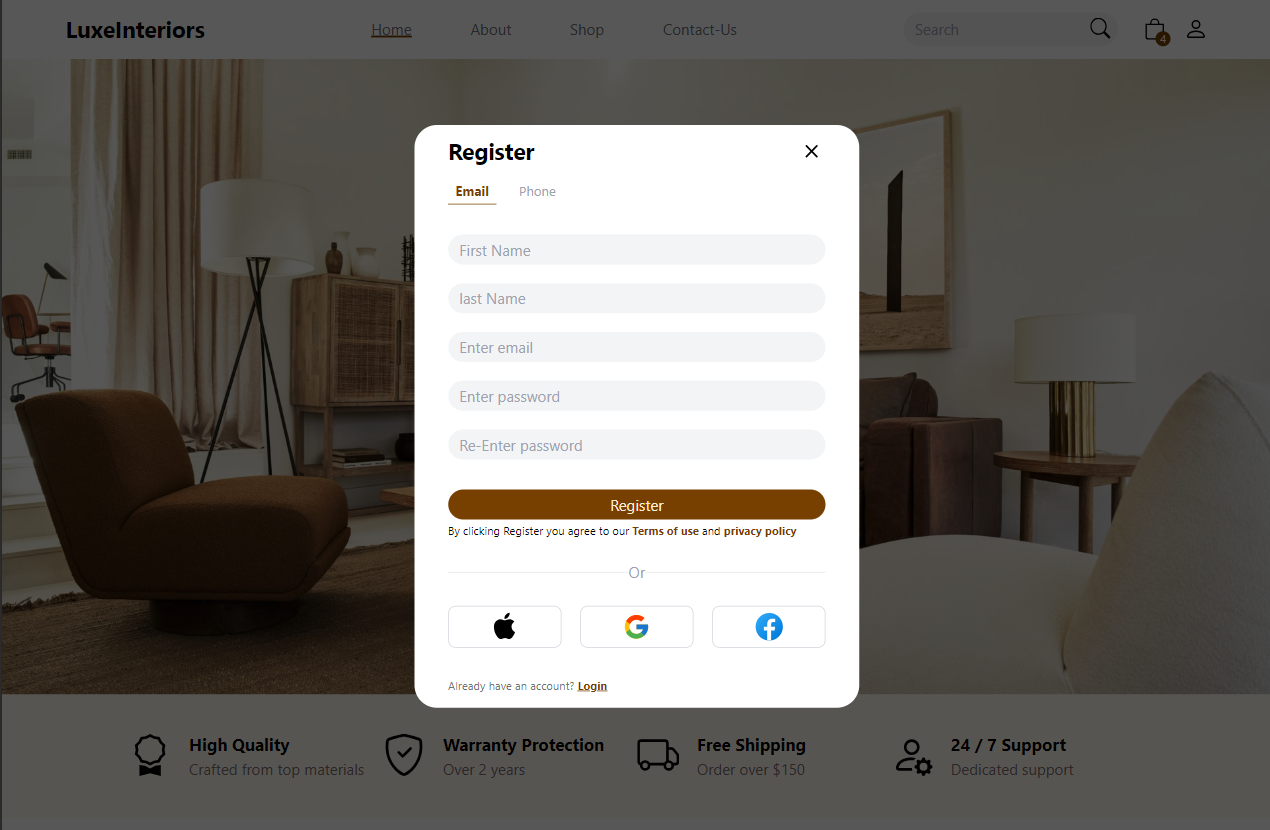 LuxeInteriors Home About Shop Contact-Us Search 4
Register
Email Phone
First Name
last Name
Enter email
Enter password
Re-Enter password
Register
By clicking Register you agree to our Terms of use and privacy policy
Or
Already have an account? Login
High Quality Warranty Protection Free Shipping 24 / 7 Support
Crafted from top materials Over 2 years Order over $150 Dedicated support